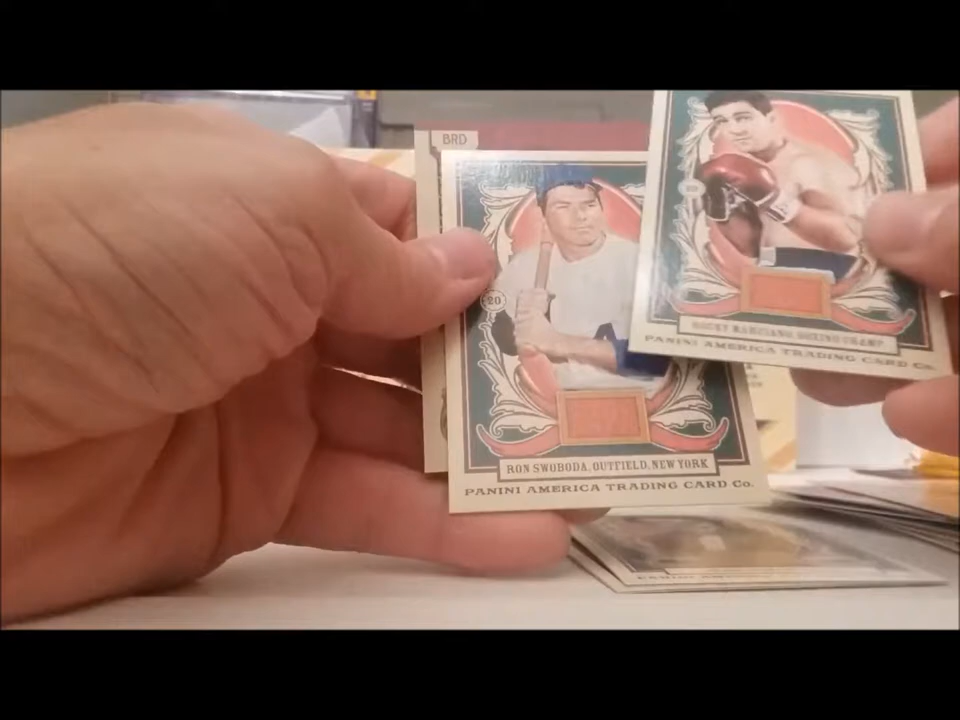 BRD
20
RON SWOBODA, OUTFIELD, NEW YORK
PANINI AMERICA TRADING CARD Co.
ROCKY MARCIANO, BOXING CHAMP
PANINI AMERICA TRADING CARD Co.